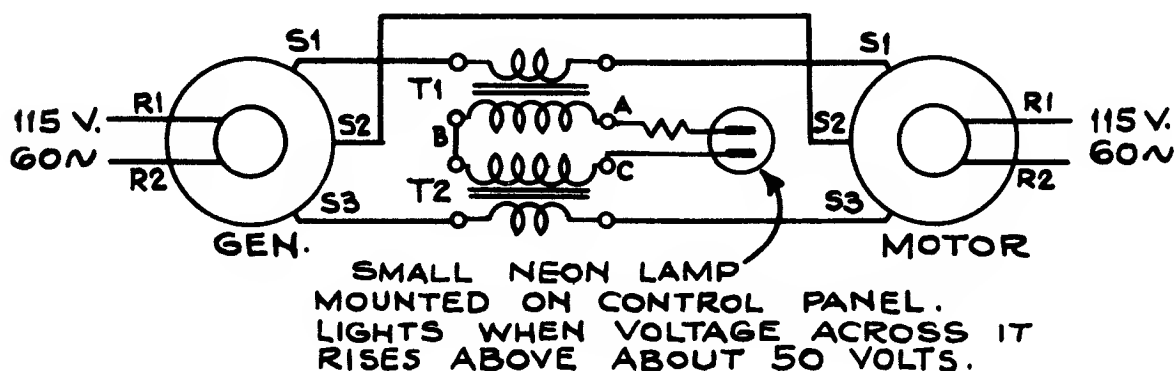 S1
S1
T1
A
R1
R1
115 V.
S2
B
S2
115 V.
60~
60~
C
R2
R2
T2
S3
S3
GEN.
MOTOR
SMALL NEON LAMP
MOUNTED ON CONTROL PANEL.
LIGHTS WHEN VOLTAGE ACROSS IT
RISES ABOVE ABOUT 50 VOLTS.